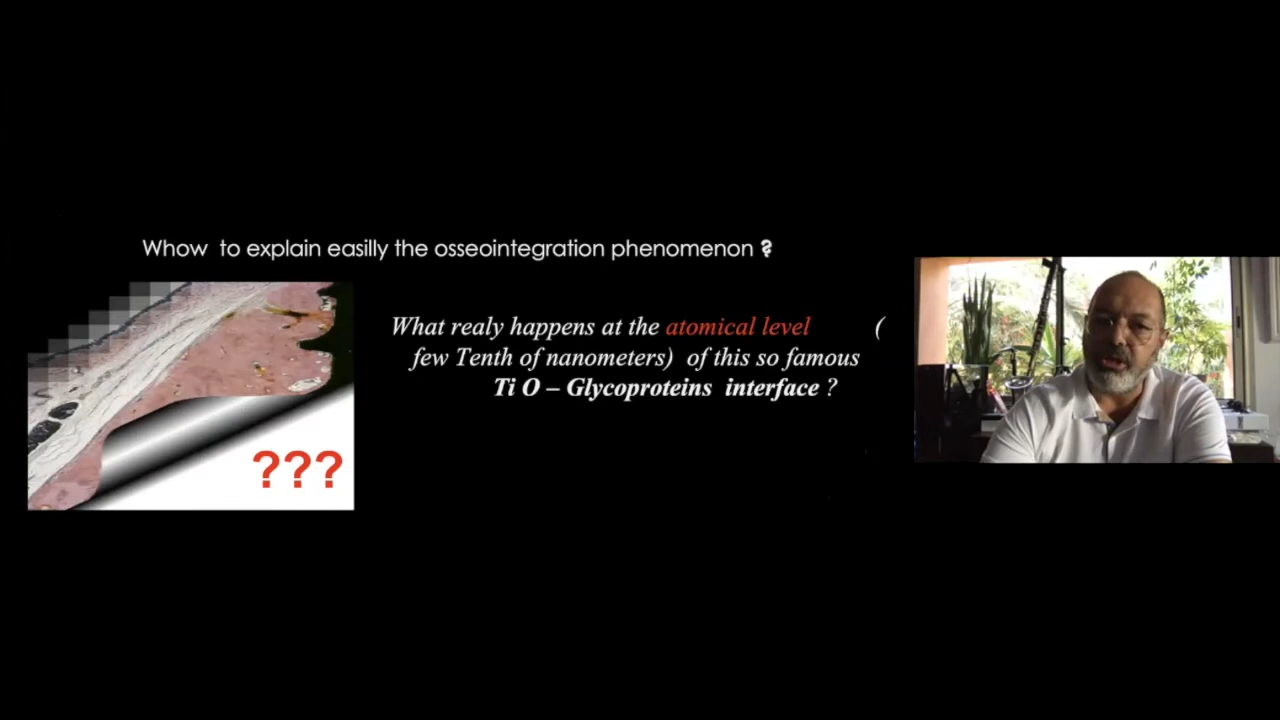 Whow to explain easilly the osseointegration phenomenon ?
What realy happens at the atomical level (
few Tenth of nanometers) of this so famous
Ti O – Glycoproteins interface ?
???